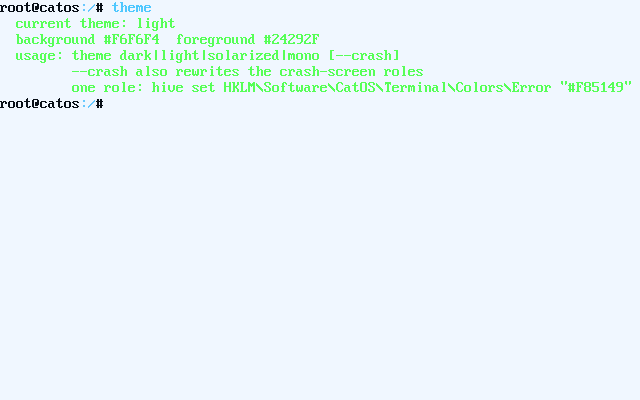 root@catos:/# theme
current theme: light
background #F6F6F4  foreground #24292F
usage: theme dark|light|solarized|mono [--crash]
--crash also rewrites the crash-screen roles
one role: hive set HKLM\Software\CatOS\Terminal\Colors\Error "#F85149"
root@catos:/#